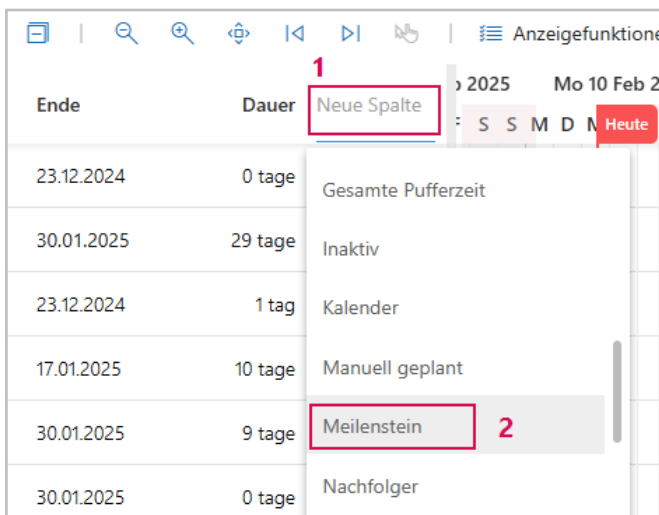 Anzeigefunktione
1
2025 Mo 10 Feb 2
Ende Dauer Neue Spalte
S S M D M Heute
23.12.2024 0 tage
Gesamte Pufferzeit
30.01.2025 29 tage
Inaktiv
23.12.2024 1 tag
Kalender
17.01.2025 10 tage
Manuell geplant
30.01.2025 9 tage
Meilenstein 2
30.01.2025 0 tage
Nachfolger